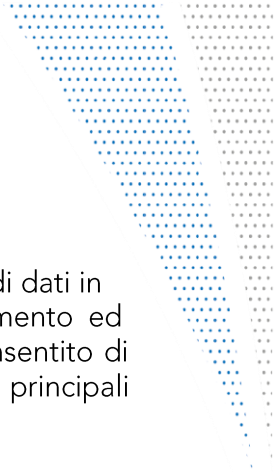 di dati in
mento ed
nsentito di
principali